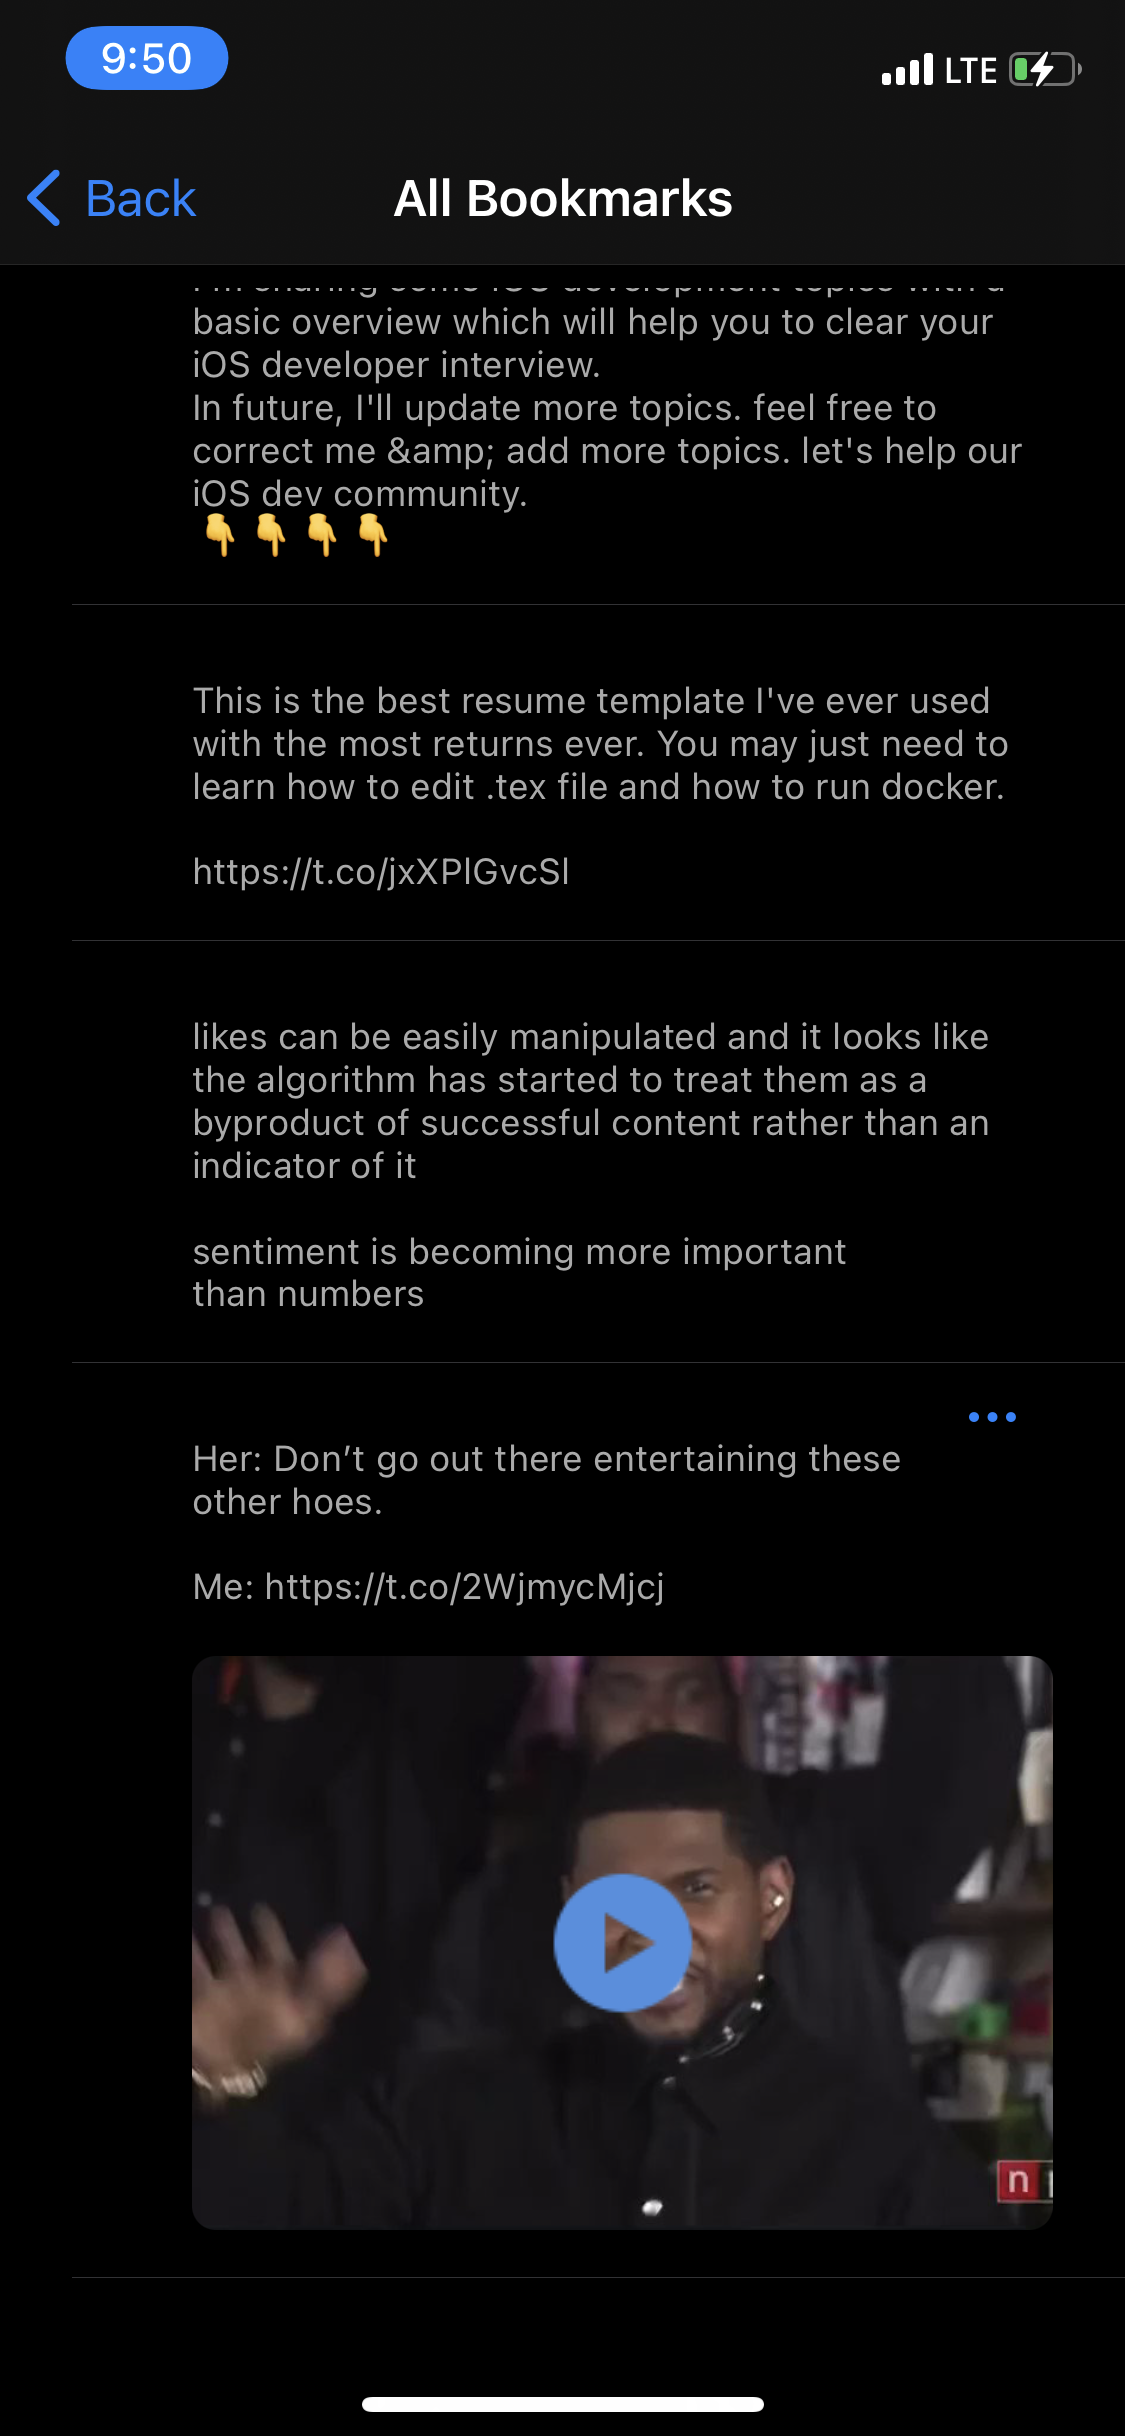 9:50
LTE
Back
All Bookmarks
I'm sharing some iOS development topics with a
basic overview which will help you to clear your
iOS developer interview.
In future, I'll update more topics. feel free to
correct me &amp; add more topics. let's help our
iOS dev community.
👇👇👇👇
This is the best resume template I've ever used
with the most returns ever. You may just need to
learn how to edit .tex file and how to run docker.
https://t.co/jxXPlGvcSl
likes can be easily manipulated and it looks like
the algorithm has started to treat them as a
byproduct of successful content rather than an
indicator of it
sentiment is becoming more important
than numbers
Her: Don’t go out there entertaining these
other hoes.
Me: https://t.co/2WjmycMjcj
n